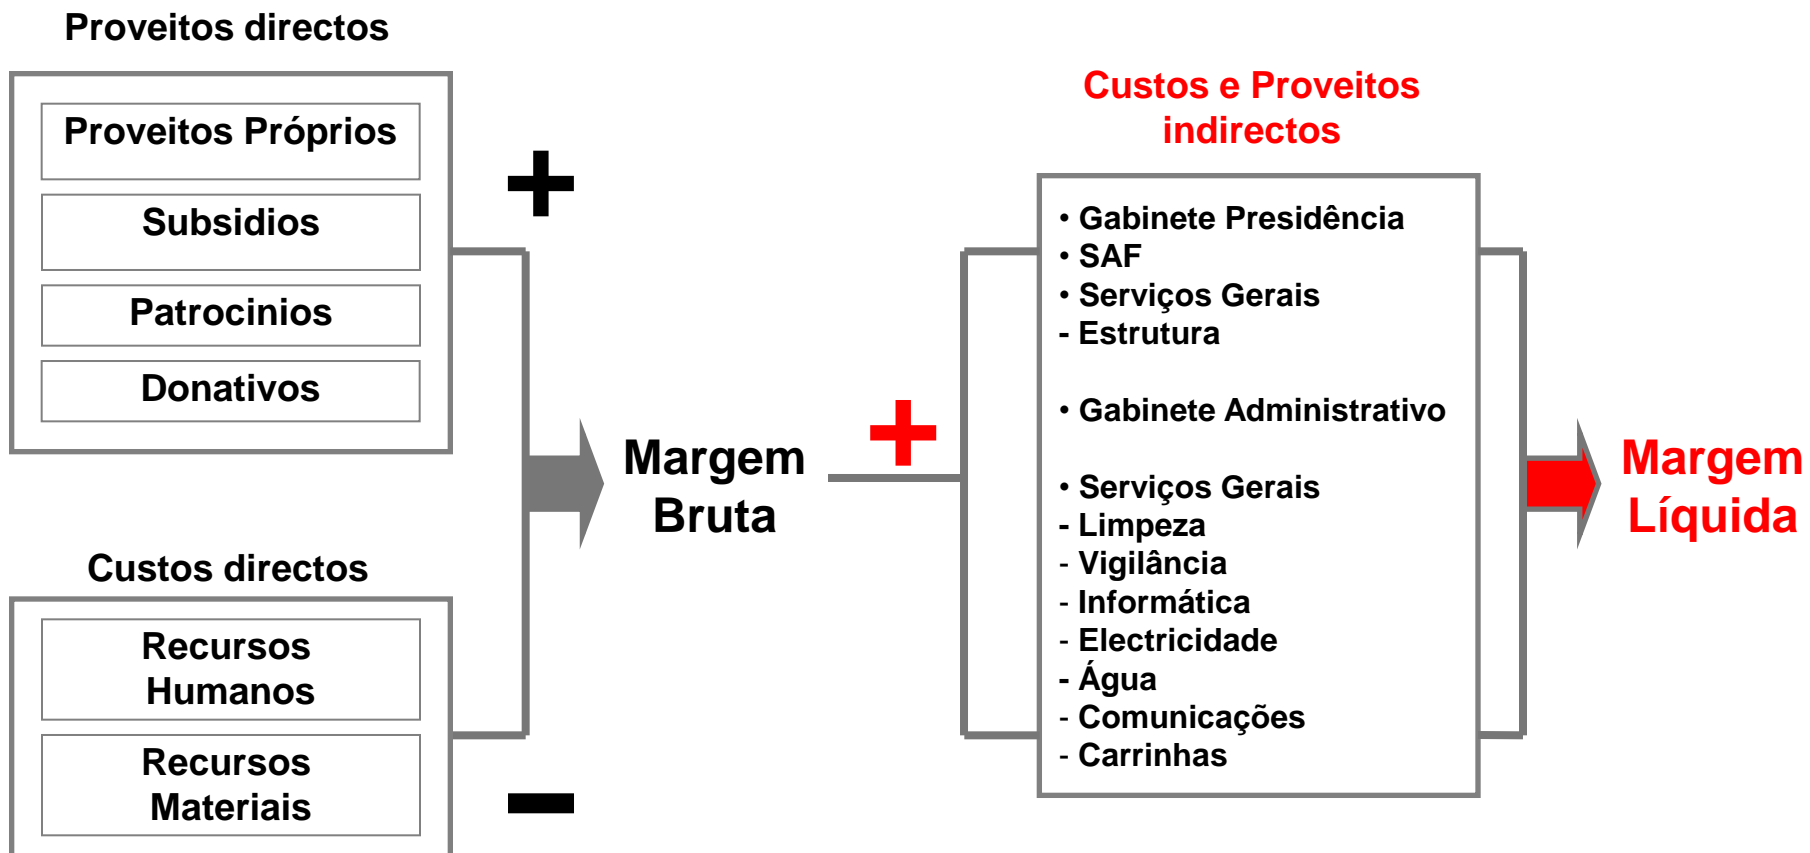 Proveitos directos
Proveitos Próprios
Subsidios
Patrocinios
Donativos
+
Custos directos
Recursos
Humanos
Recursos
Materiais
–
Margem
Bruta
+
Custos e Proveitos
indirectos
• Gabinete Presidência
• SAF
• Serviços Gerais
- Estrutura
• Gabinete Administrativo
• Serviços Gerais
- Limpeza
- Vigilância
- Informática
- Electricidade
- Água
- Comunicações
- Carrinhas
Margem
Líquida